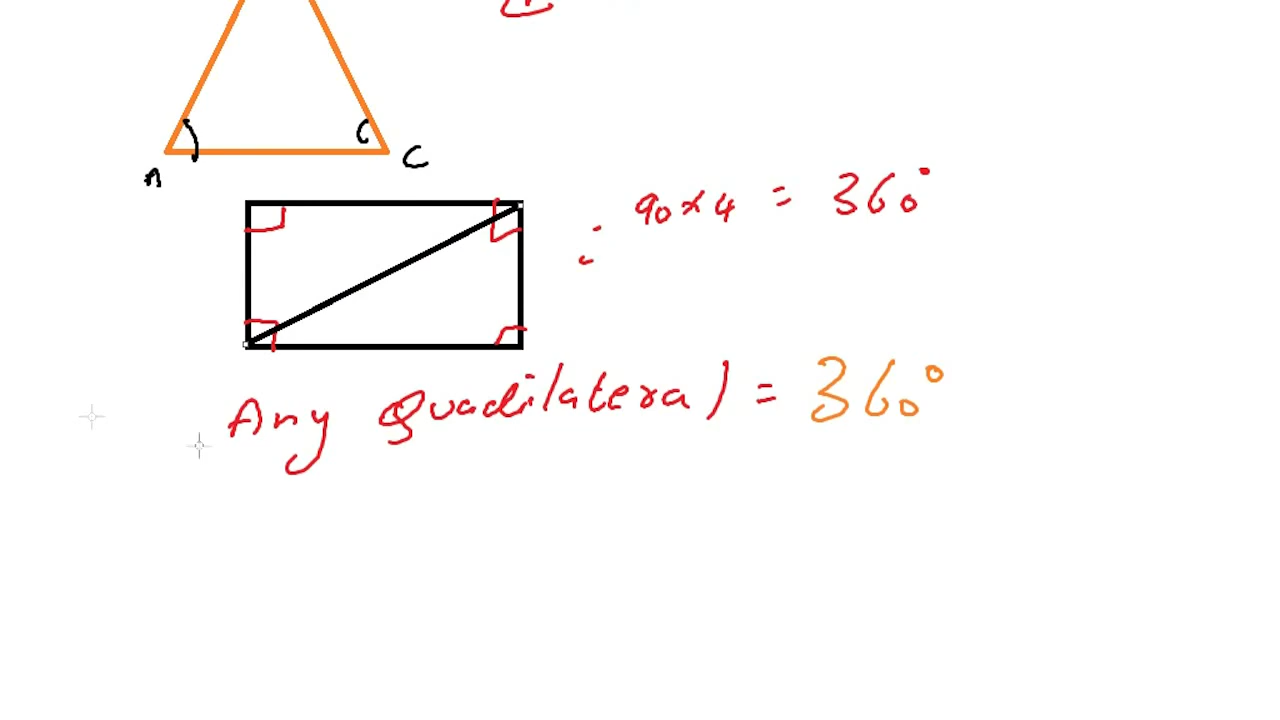 A
C
∴ 90 × 4 = 360°
Any Quadilateral = 360°